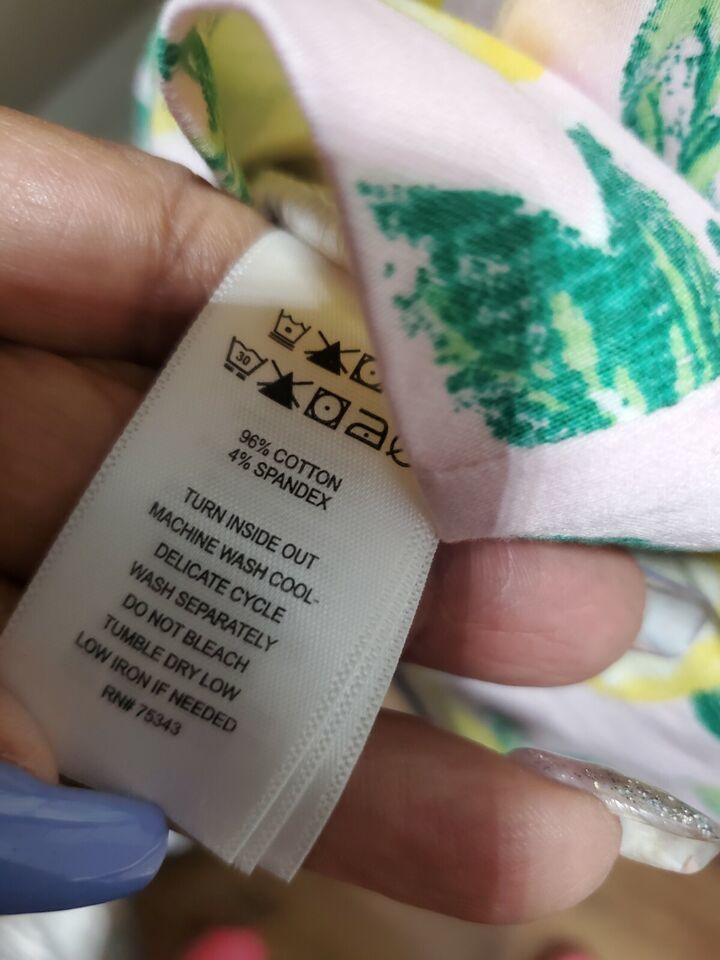 30
96% COTTON
4% SPANDEX
TURN INSIDE OUT
MACHINE WASH COOL-
DELICATE CYCLE
WASH SEPARATELY
DO NOT BLEACH
TUMBLE DRY LOW
LOW IRON IF NEEDED
RN# 75343